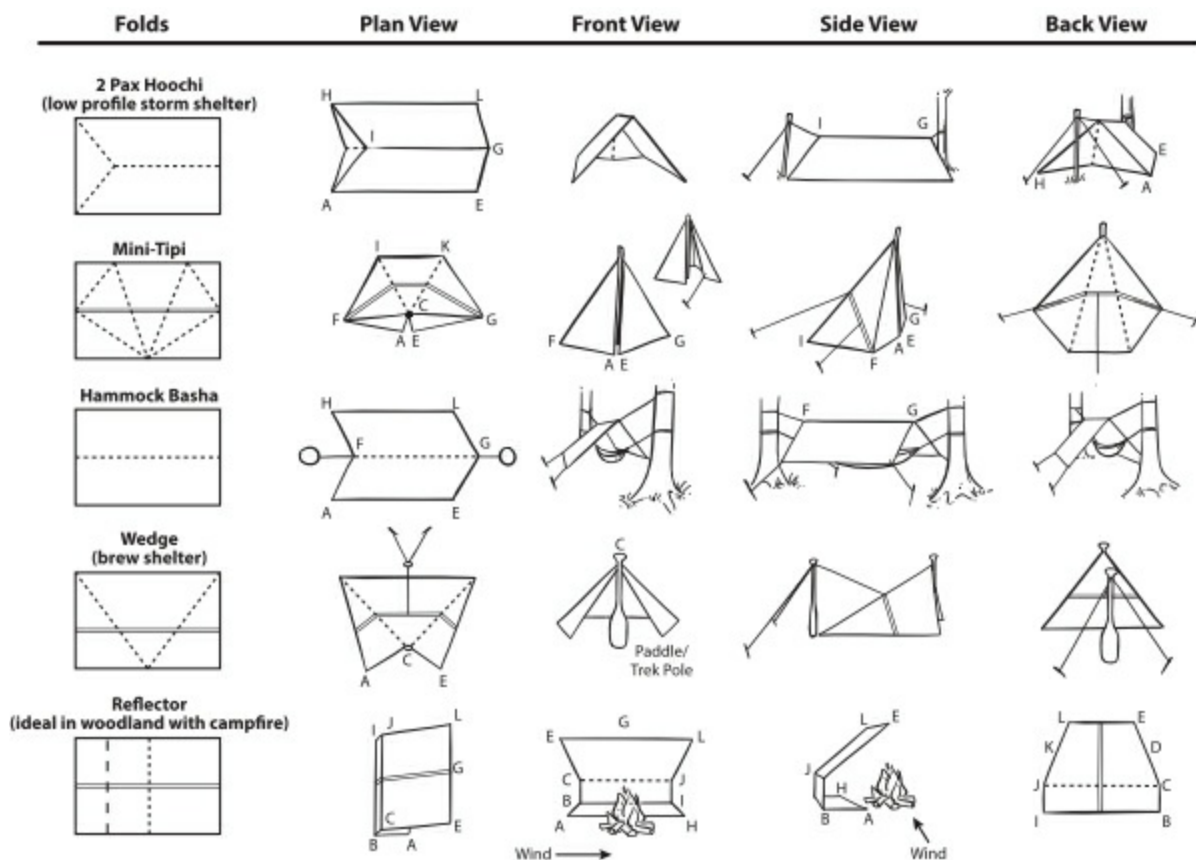 Folds Plan View Front View Side View Back View
2 Pax Hoochi
(low profile storm shelter)
H L I G A E
I G
E H A
Mini-Tipi
I K C F G A E
F G A E
I F A E G
Hammock Basha
H L F G A E
F G
Wedge
(brew shelter)
C A E
C
Paddle/
Trek Pole
Reflector
(ideal in woodland with campfire)
I J L G C E B A
E G L C J B I A H
Wind
L E J H B A
Wind
L E K D J C I B